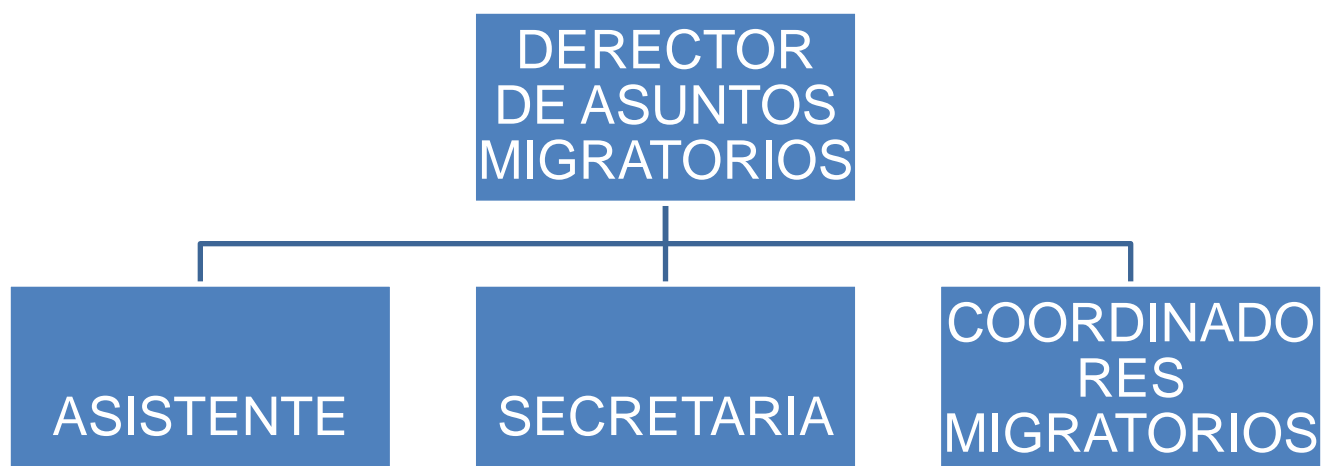 DERECTOR
DE ASUNTOS
MIGRATORIOS
ASISTENTE
SECRETARIA
COORDINADO
RES
MIGRATORIOS